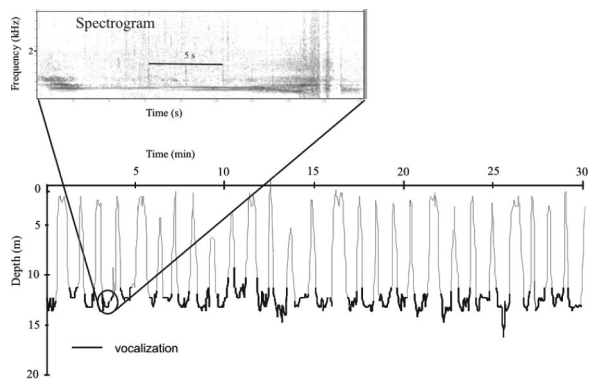 Spectrogram
Frequency (kHz)
2
5 s
Time (s)
Time (min)
5 10 15 20 25 30
Depth (m)
0
5
10
15
20
vocalization